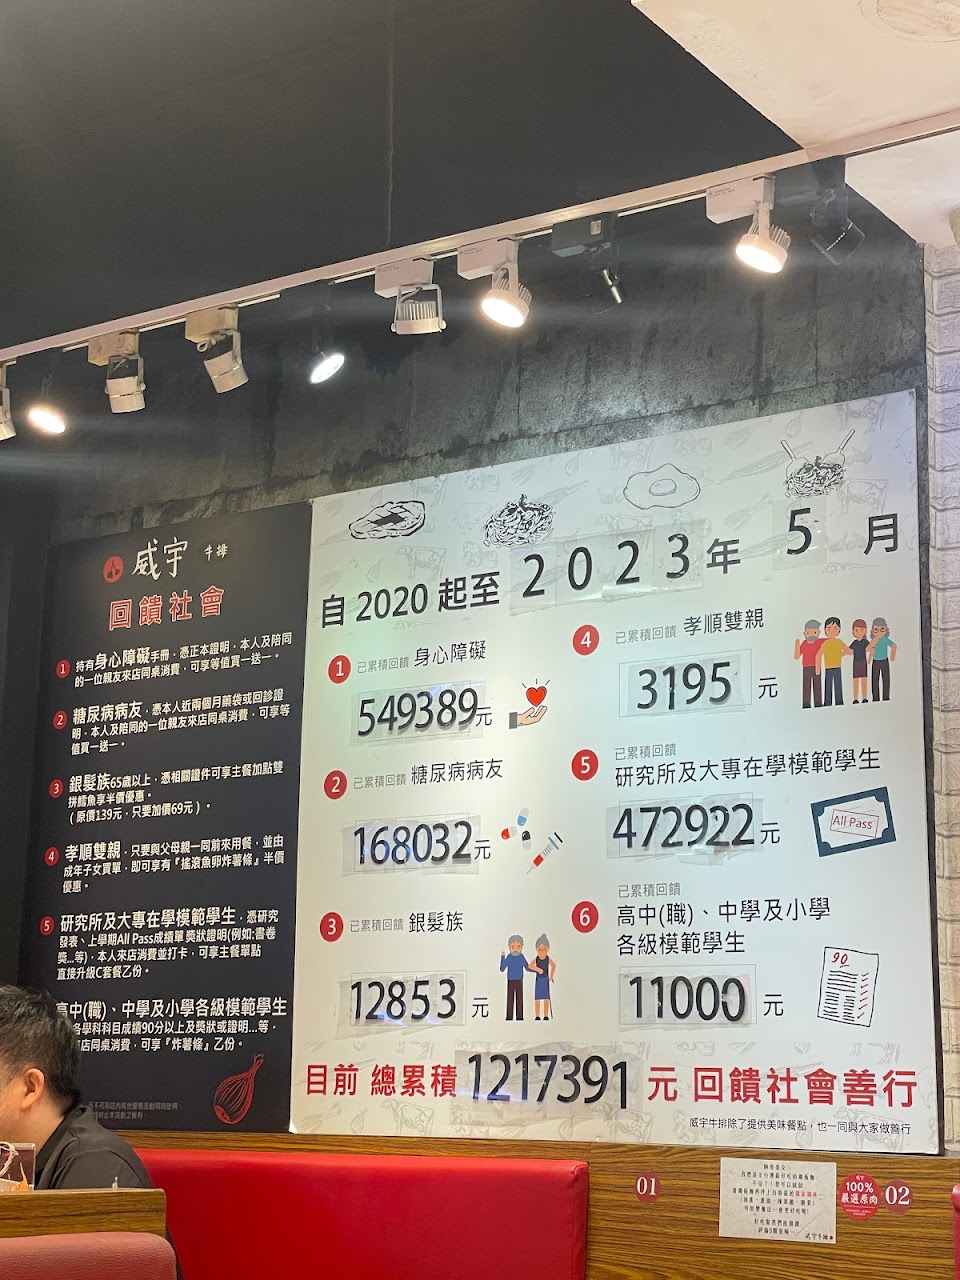 威宇 牛排
回饋社會
1 持有身心障礙手冊，憑正本證明，本人及陪同
的一位親友來店同桌消費，可享等值買一送一。
2 糖尿病病友，憑本人近兩個月藥袋或回診證
明，本人及陪同的一位親友來店同桌消費，可享等
值買一送一。
3 銀髮族65歲以上，憑相關證件可享主餐加點雙
拼鱈魚享半價優惠。
（原價139元，只要加價69元）。
4 孝順雙親，只要與父母親一同前來用餐，並由
成年子女買單，即可享有『搖滾魚卵炸薯條』半價
優惠。
5 研究所及大專在學模範學生，憑研究
發表、上學期All Pass成績單 獎狀證明(例如:書卷
獎...等)，本人來店消費並打卡，可享主餐單點
直接升級C套餐乙份。
高中(職)、中學及小學各級模範學生
各學科科目成績90分以上及獎狀或證明...等，
店同桌消費，可享『炸薯條』乙份。
自 2020 起至 2023年 5 月
1 已累積回饋 身心障礙
549389元
2 已累積回饋 糖尿病病友
168032元
3 已累積回饋 銀髮族
12853 元
4 已累積回饋 孝順雙親
3195 元
5 已累積回饋
研究所及大專在學模範學生
472922元
All Pass
6 已累積回饋
高中(職)、中學及小學
各級模範學生
11000 元
90
目前 總累積 1217391 元 回饋社會善行
威宇牛排除了提供美味餐點，也一同與大家做善行
01
100%
嚴選原肉
02